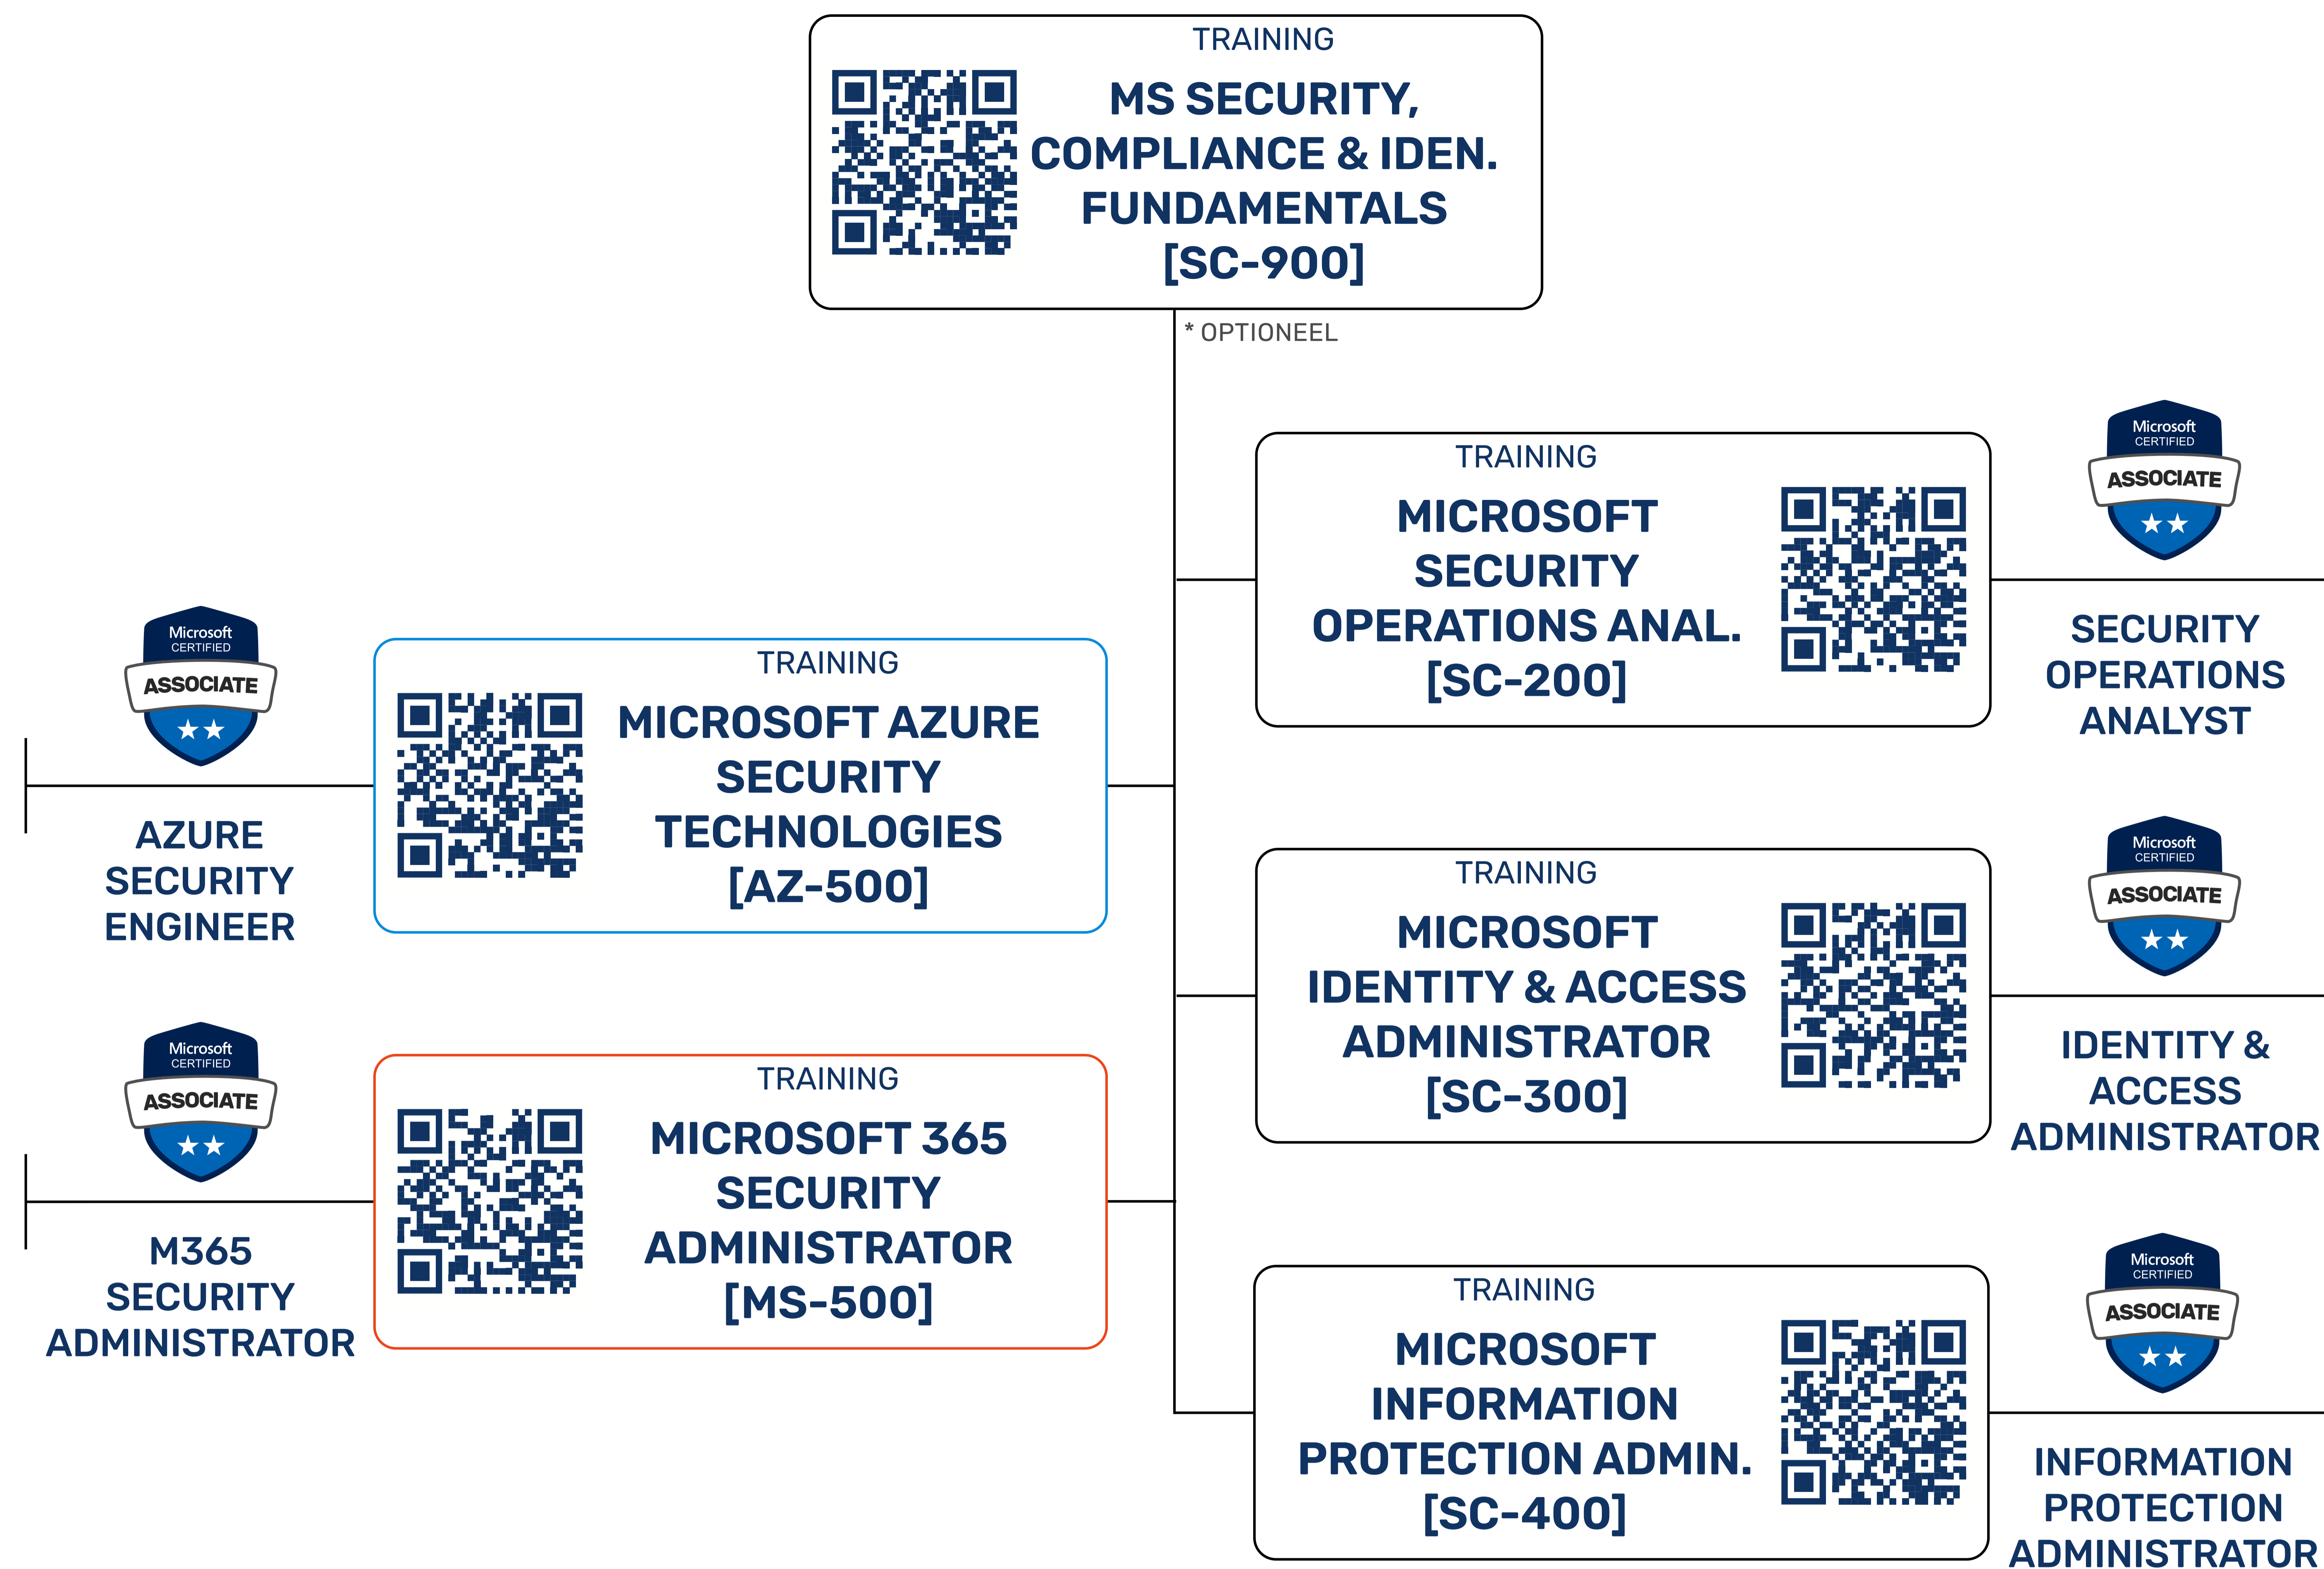 TRAINING
MS SECURITY,
COMPLIANCE & IDEN.
FUNDAMENTALS
[SC-900]
* OPTIONEEL
TRAINING
MICROSOFT
SECURITY
OPERATIONS ANAL.
[SC-200]
Microsoft
CERTIFIED
ASSOCIATE
SECURITY
OPERATIONS
ANALYST
Microsoft
CERTIFIED
ASSOCIATE
AZURE
SECURITY
ENGINEER
TRAINING
MICROSOFT AZURE
SECURITY
TECHNOLOGIES
[AZ-500]
TRAINING
MICROSOFT
IDENTITY & ACCESS
ADMINISTRATOR
[SC-300]
Microsoft
CERTIFIED
ASSOCIATE
IDENTITY &
ACCESS
ADMINISTRATOR
Microsoft
CERTIFIED
ASSOCIATE
M365
SECURITY
ADMINISTRATOR
TRAINING
MICROSOFT 365
SECURITY
ADMINISTRATOR
[MS-500]
TRAINING
MICROSOFT
INFORMATION
PROTECTION ADMIN.
[SC-400]
Microsoft
CERTIFIED
ASSOCIATE
INFORMATION
PROTECTION
ADMINISTRATOR